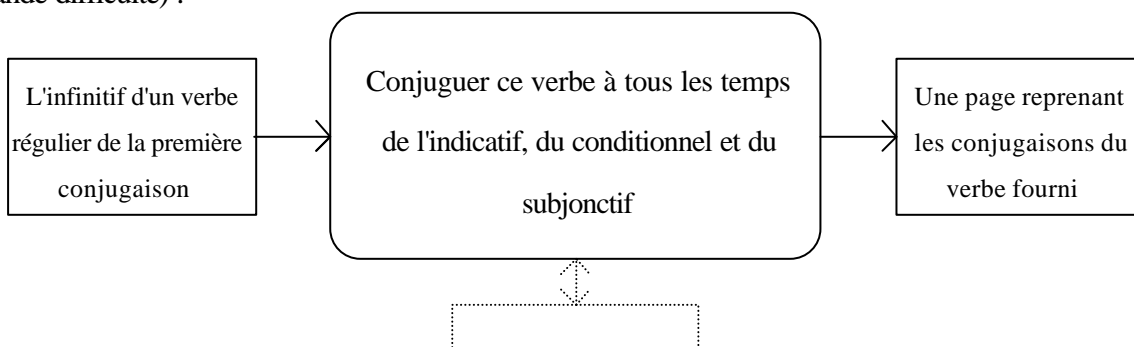 L'infinitif d'un verbe
régulier de la première
conjugaison
Conjuguer ce verbe à tous les temps
de l'indicatif, du conditionnel et du
subjonctif
Une page reprenant
les conjugaisons du
verbe fourni